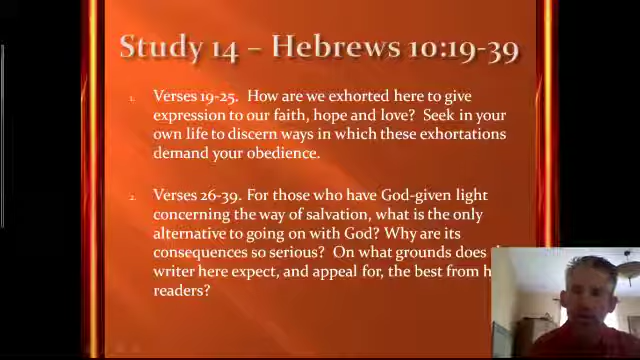 Study 14 – Hebrews 10:19-39
1. Verses 19-25. How are we exhorted here to give
expression to our faith, hope and love? Seek in your
own life to discern ways in which these exhortations
demand your obedience.
2. Verses 26-39. For those who have God-given light
concerning the way of salvation, what is the only
alternative to going on with God? Why are its
consequences so serious? On what grounds does
writer here expect, and appeal for, the best from
readers?